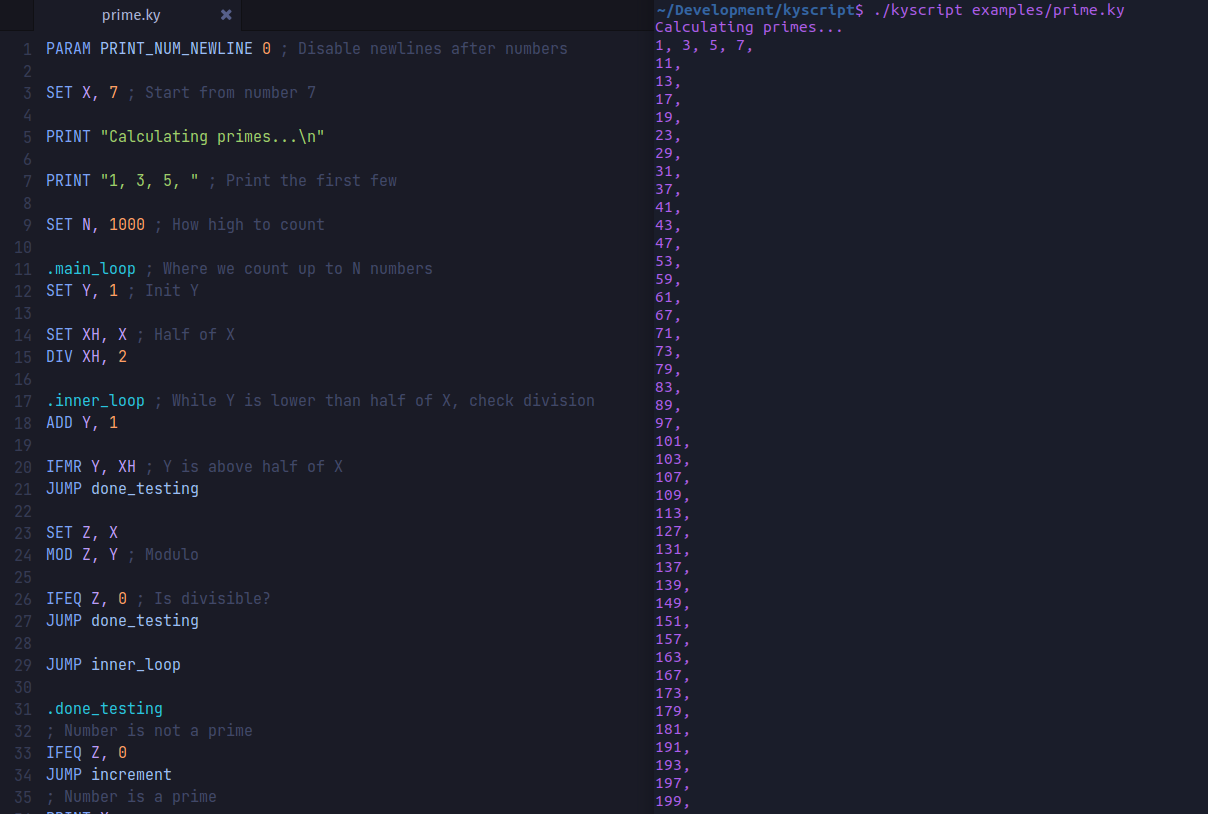 prime.ky
1 PARAM PRINT_NUM_NEWLINE 0 ; Disable newlines after numbers
2
3 SET X, 7 ; Start from number 7
4
5 PRINT "Calculating primes...\n"
6
7 PRINT "1, 3, 5, " ; Print the first few
8
9 SET N, 1000 ; How high to count
10
11 .main_loop ; Where we count up to N numbers
12 SET Y, 1 ; Init Y
13
14 SET XH, X ; Half of X
15 DIV XH, 2
16
17 .inner_loop ; While Y is lower than half of X, check division
18 ADD Y, 1
19
20 IFMR Y, XH ; Y is above half of X
21 JUMP done_testing
22
23 SET Z, X
24 MOD Z, Y ; Modulo
25
26 IFEQ Z, 0 ; Is divisible?
27 JUMP done_testing
28
29 JUMP inner_loop
30
31 .done_testing
32 ; Number is not a prime
33 IFEQ Z, 0
34 JUMP increment
35 ; Number is a prime
~/Development/kyscript$ ./kyscript examples/prime.ky
Calculating primes...
1, 3, 5, 7,
11,
13,
17,
19,
23,
29,
31,
37,
41,
43,
47,
53,
59,
61,
67,
71,
73,
79,
83,
89,
97,
101,
103,
107,
109,
113,
127,
131,
137,
139,
149,
151,
157,
163,
167,
173,
179,
181,
191,
193,
197,
199,